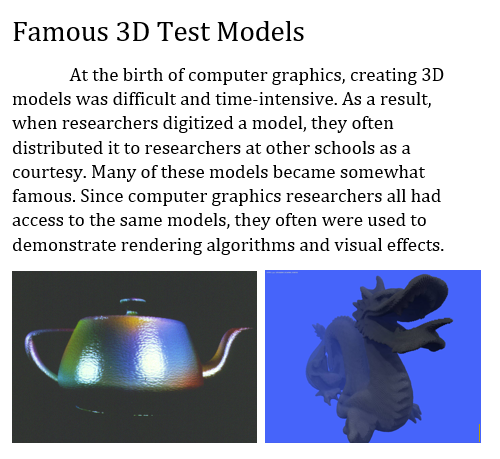 Famous 3D Test Models
At the birth of computer graphics, creating 3D
models was difficult and time-intensive. As a result,
when researchers digitized a model, they often
distributed it to researchers at other schools as a
courtesy. Many of these models became somewhat
famous. Since computer graphics researchers all had
access to the same models, they often were used to
demonstrate rendering algorithms and visual effects.